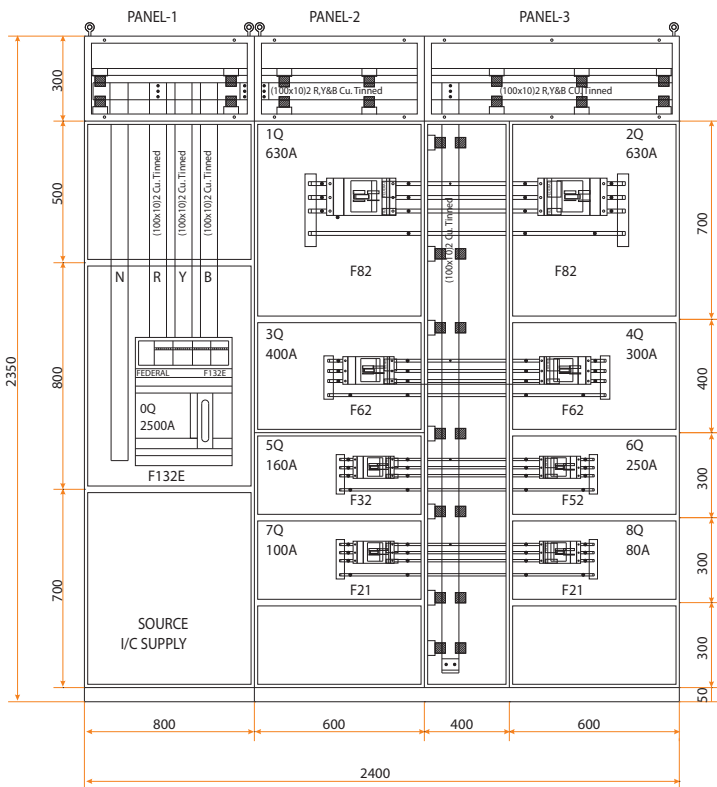 PANEL-1
PANEL-2
PANEL-3
300
(100x10)2 R,Y&B Cu. Tinned
(100x10)2 R,Y&B Cu. Tinned
500
(100x10)2 Cu. Tinned
(100x10)2 Cu. Tinned
(100x10)2 Cu. Tinned
N R Y B
1Q
630A
F82
(100x10)2 Cu. Tinned
2Q
630A
F82
700
2350
800
FEDERAL F132E
0Q
2500A
F132E
3Q
400A
F62
4Q
300A
F62
400
5Q
160A
F32
6Q
250A
F52
300
7Q
100A
F21
8Q
80A
F21
300
700
SOURCE
I/C SUPPLY
300
50
800
600
400
600
2400